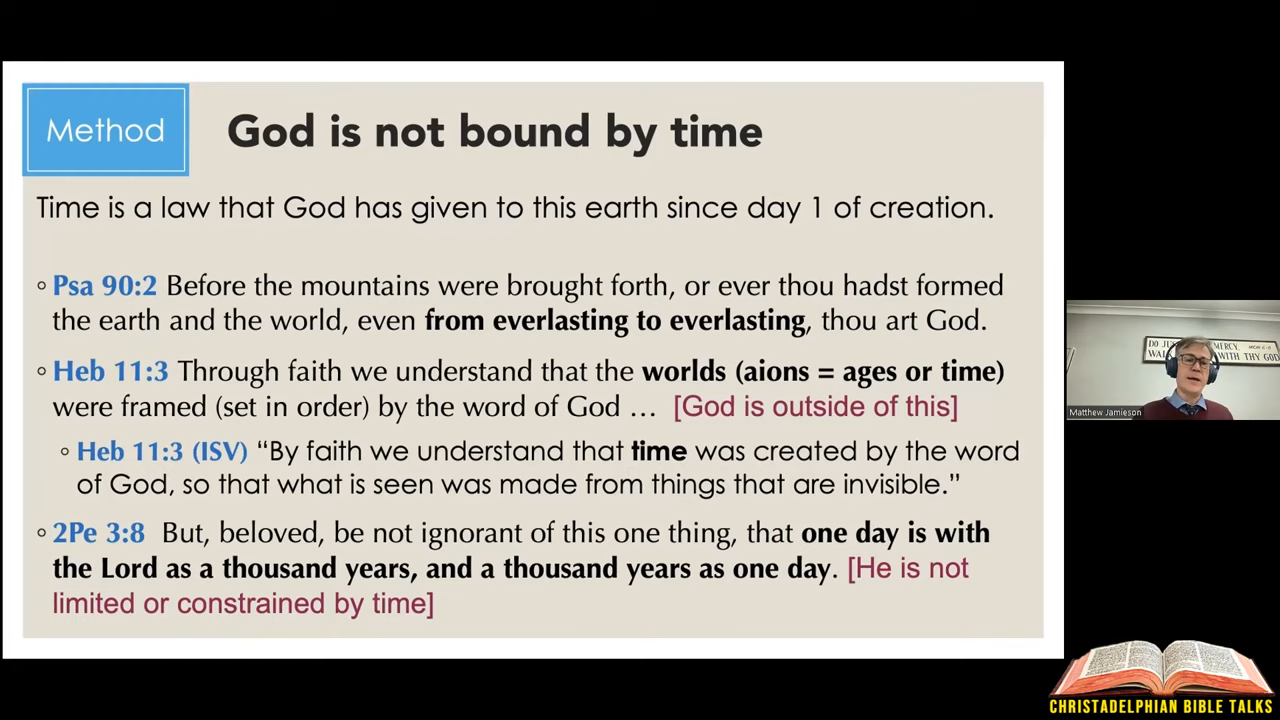 Method
God is not bound by time
Time is a law that God has given to this earth since day 1 of creation.
◦ Psa 90:2 Before the mountains were brought forth, or ever thou hadst formed
the earth and the world, even from everlasting to everlasting, thou art God.
◦ Heb 11:3 Through faith we understand that the worlds (aions = ages or time)
were framed (set in order) by the word of God … [God is outside of this]
◦ Heb 11:3 (ISV) “By faith we understand that time was created by the word
of God, so that what is seen was made from things that are invisible.”
◦ 2Pe 3:8 But, beloved, be not ignorant of this one thing, that one day is with
the Lord as a thousand years, and a thousand years as one day. [He is not
limited or constrained by time]
WITH THY GOD
Matthew Jamieson
CHRISTADELPHIAN BIBLE TALKS